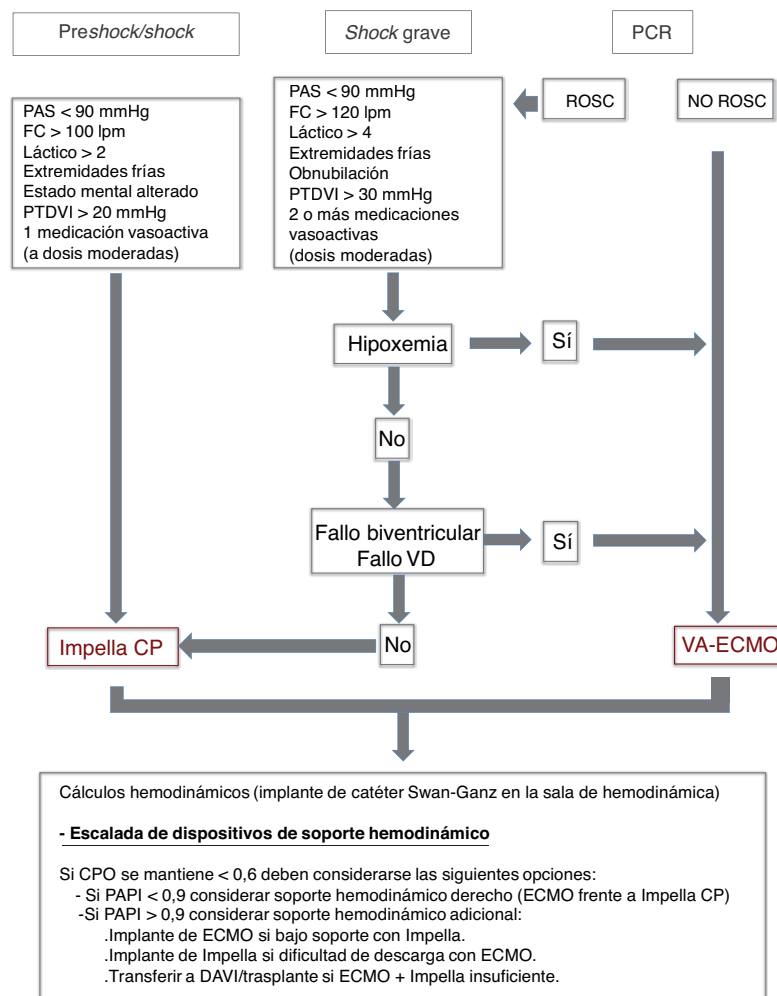 Preshock/shock
Shock grave
PCR
PAS < 90 mmHg
FC > 100 lpm
Láctico > 2
Extremidades frías
Estado mental alterado
PTDVI > 20 mmHg
1 medicación vasoactiva
(a dosis moderadas)
PAS < 90 mmHg
FC > 120 lpm
Láctico > 4
Extremidades frías
Obnubilación
PTDVI > 30 mmHg
2 o más medicaciones
vasoactivas
(dosis moderadas)
ROSC
NO ROSC
Hipoxemia
Sí
No
Fallo biventricular
Fallo VD
Sí
Impella CP
No
VA-ECMO
Cálculos hemodinámicos (implante de catéter Swan-Ganz en la sala de hemodinámica)
- Escalada de dispositivos de soporte hemodinámico
Si CPO se mantiene < 0,6 deben considerarse las siguientes opciones:
- Si PAPI < 0,9 considerar soporte hemodinámico derecho (ECMO frente a Impella CP)
-Si PAPI > 0,9 considerar soporte hemodinámico adicional:
.Implante de ECMO si bajo soporte con Impella.
.Implante de Impella si dificultad de descarga con ECMO.
.Transferir a DAVI/trasplante si ECMO + Impella insuficiente.